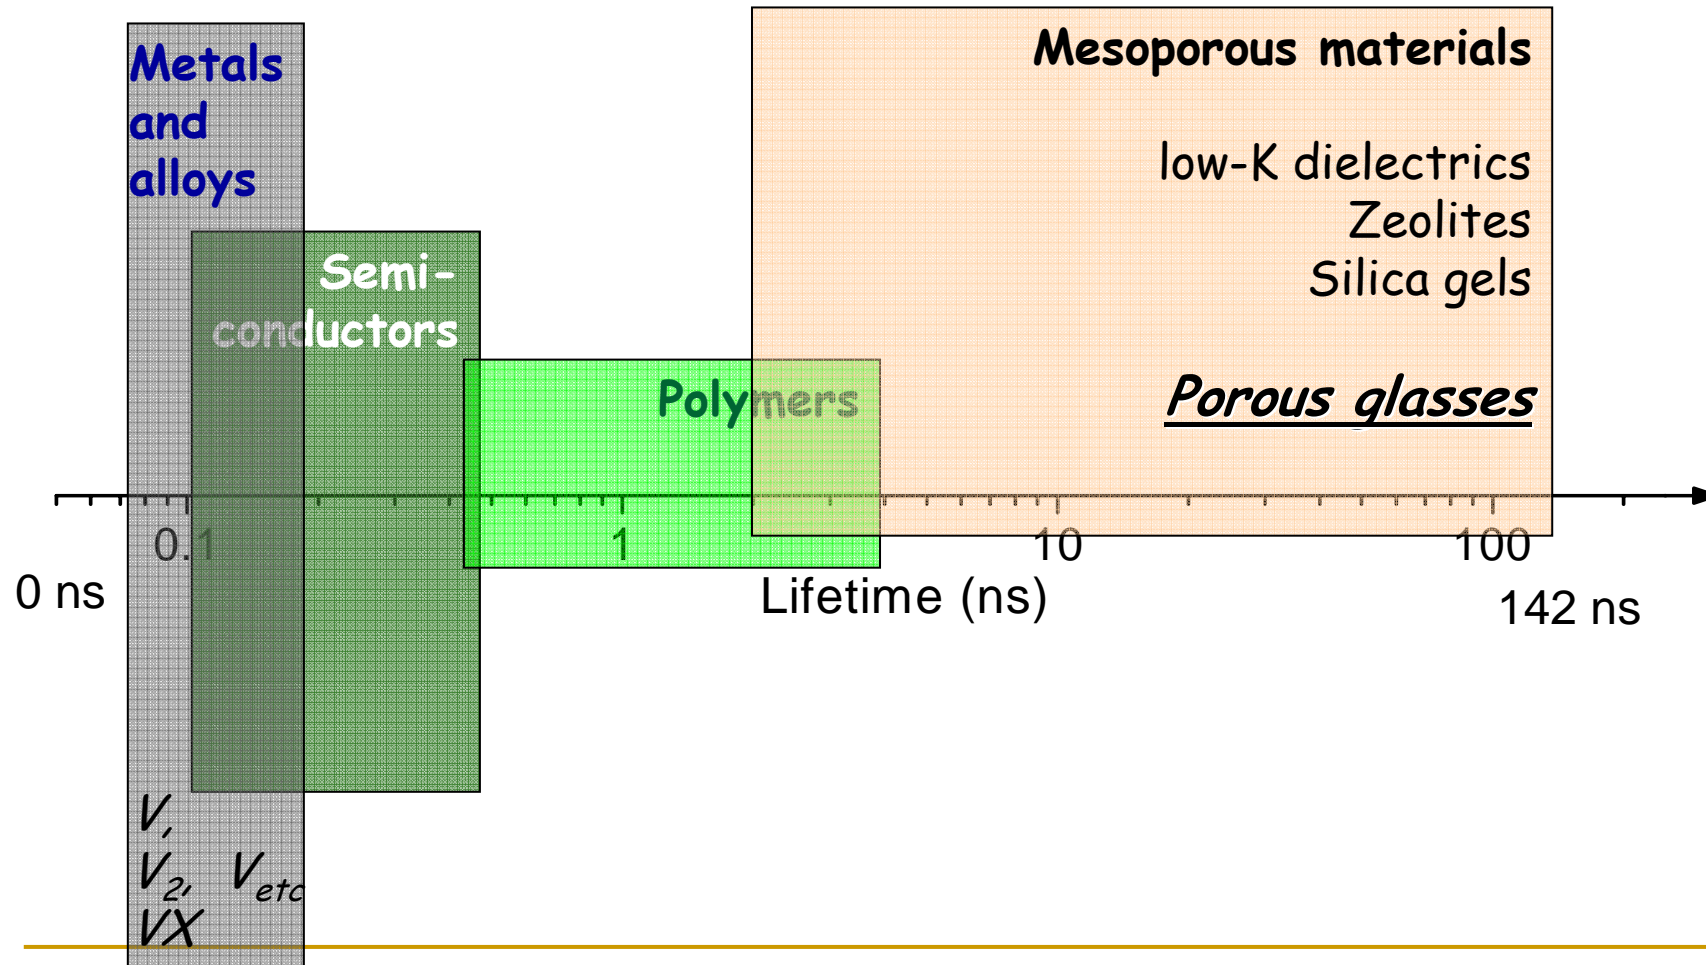 Metals
and
alloys
Semi-
conductors
Polymers
Mesoporous materials
low-K dielectrics
Zeolites
Silica gels
Porous glasses
0.1
1
10
100
0 ns
Lifetime (ns)
142 ns
V,
V2, Vetc
VX